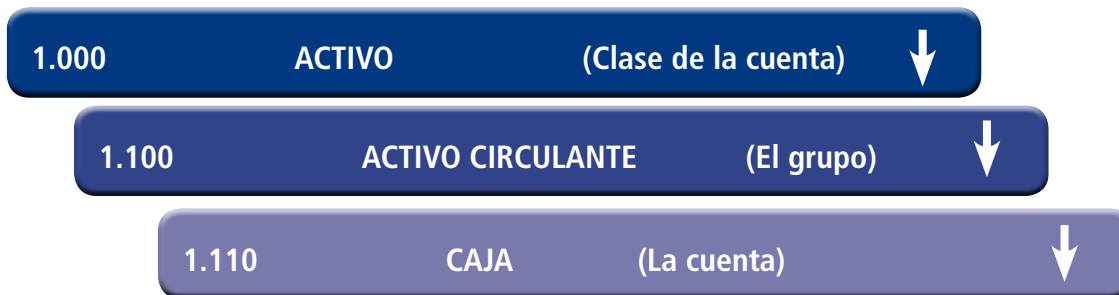 1.000 ACTIVO (Clase de la cuenta)
1.100 ACTIVO CIRCULANTE (El grupo)
1.110 CAJA (La cuenta)